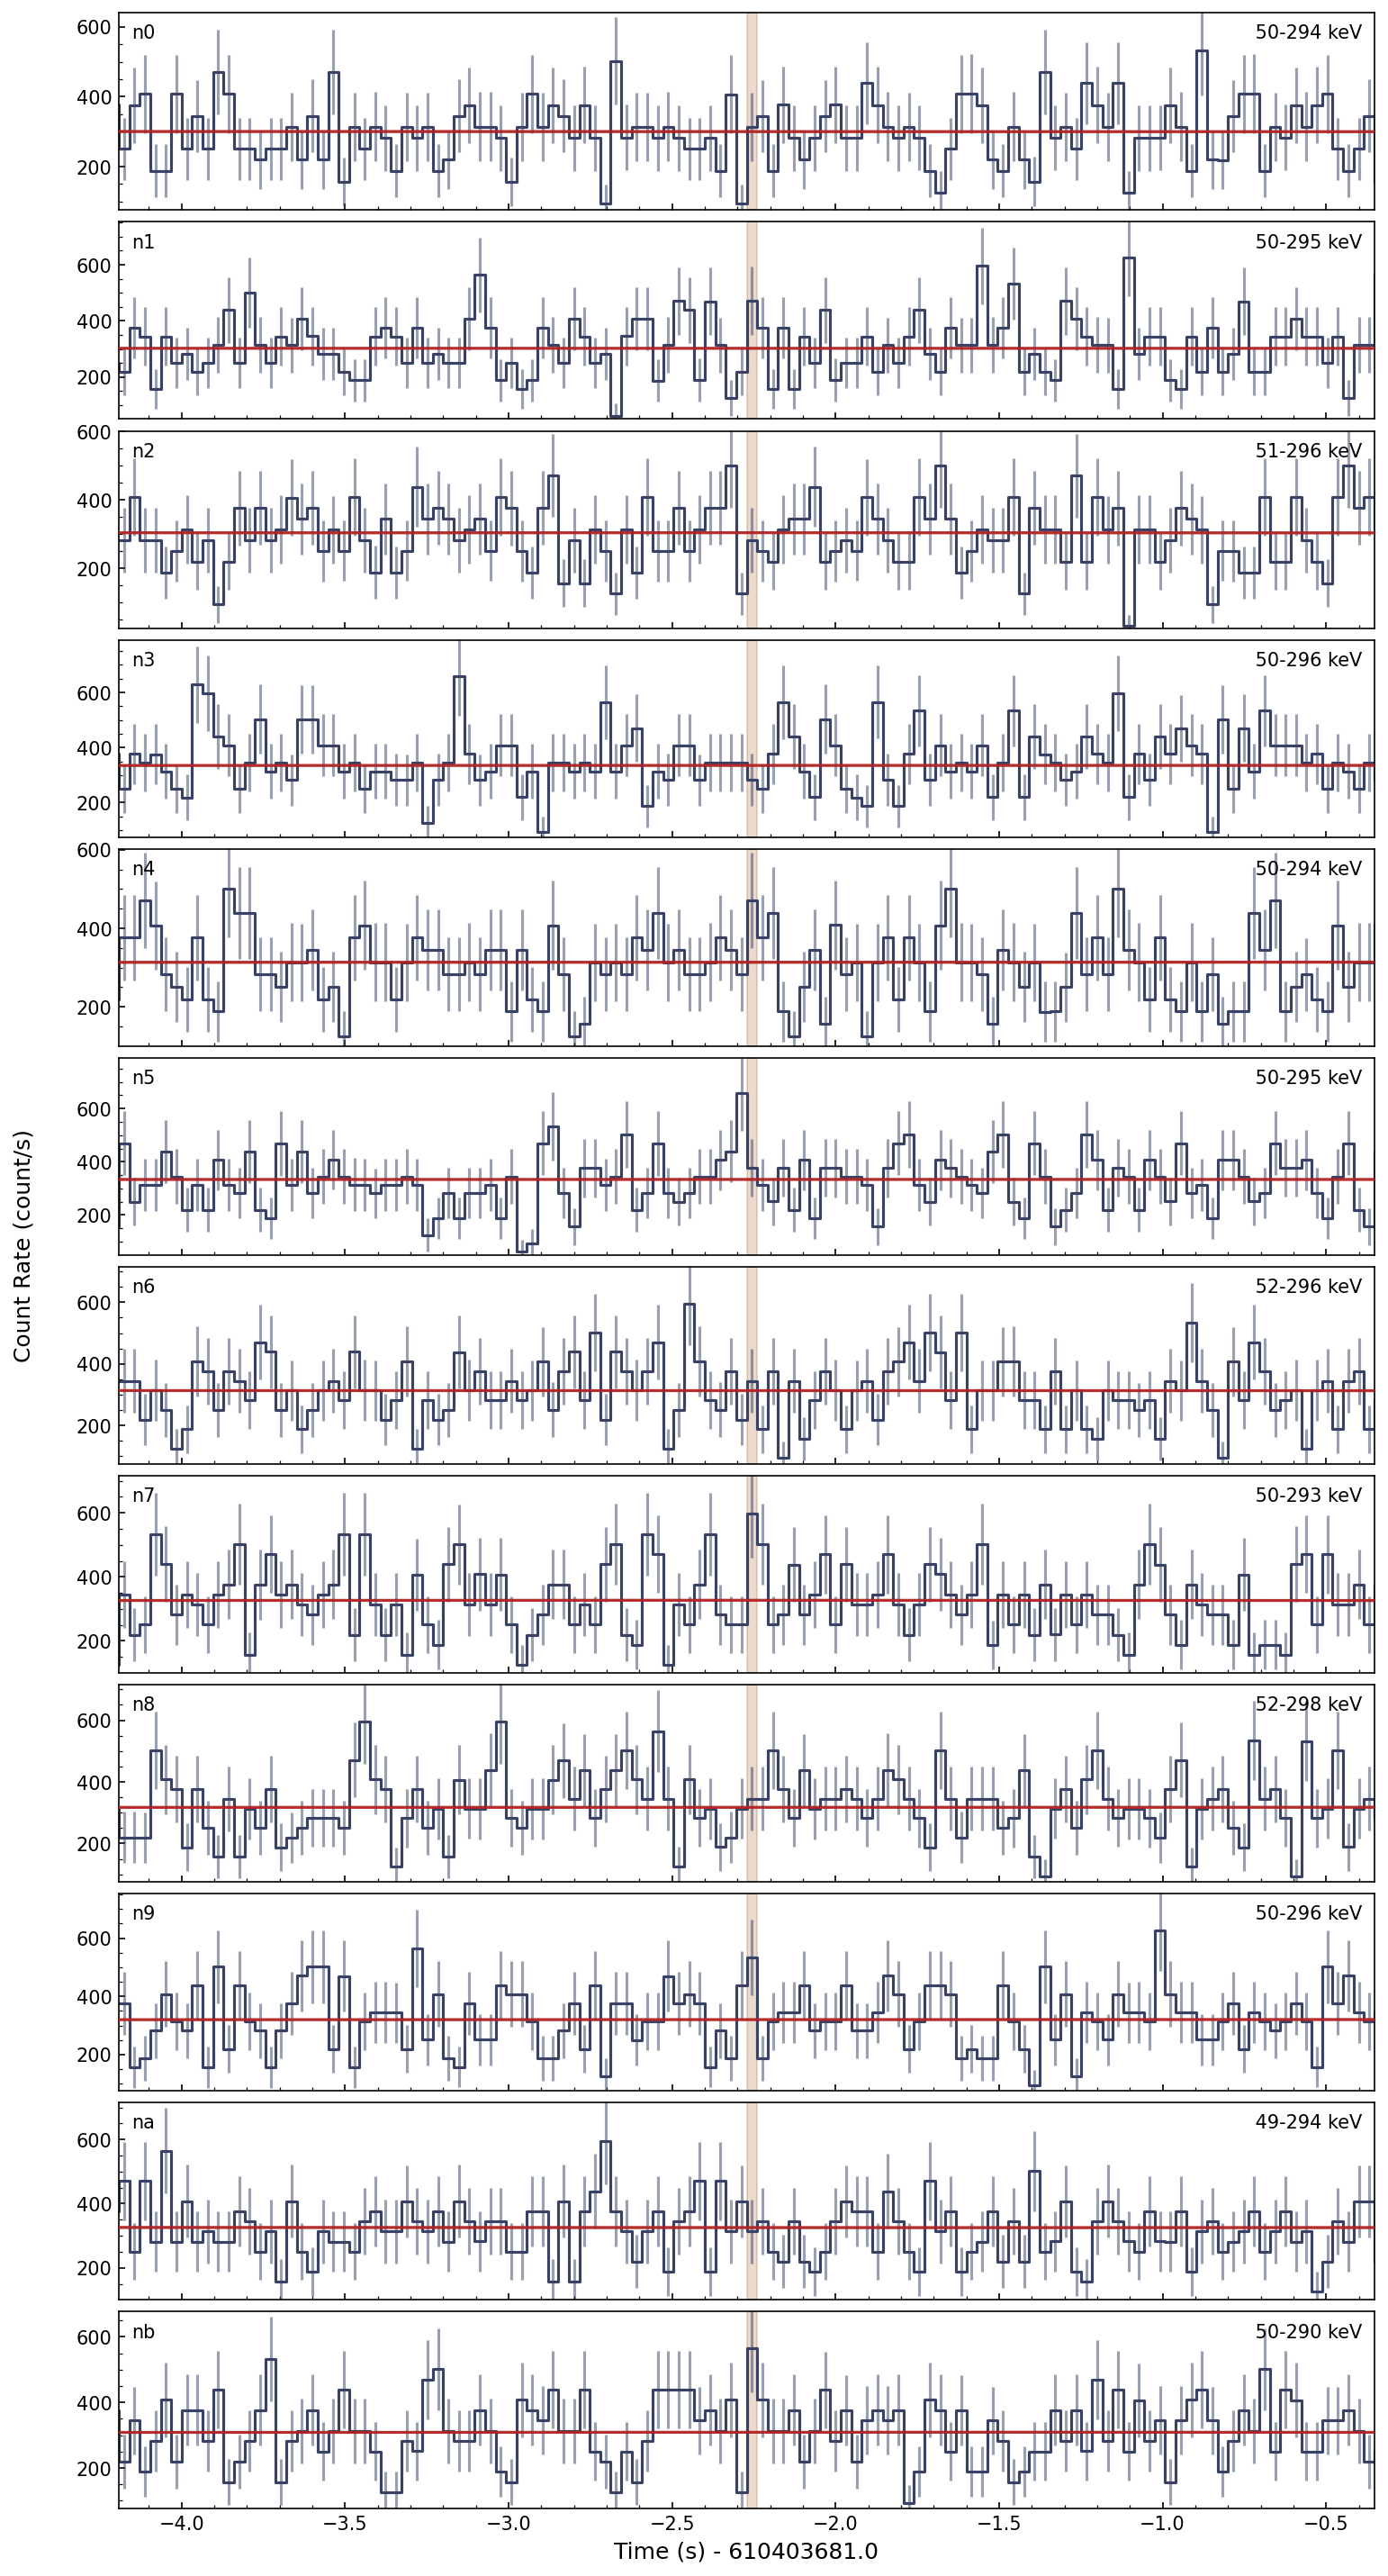 n0 50-294 keV
600
400
200
n1 50-295 keV
600
400
200
n2 51-296 keV
600
400
200
n3 50-296 keV
600
400
200
n4 50-294 keV
600
400
200
n5 50-295 keV
600
400
200
n6 52-296 keV
600
400
200
n7 50-293 keV
600
400
200
n8 52-298 keV
600
400
200
n9 50-296 keV
600
400
200
na 49-294 keV
600
400
200
nb 50-290 keV
600
400
200
Count Rate (count/s)
−4.0 −3.5 −3.0 −2.5 −2.0 −1.5 −1.0 −0.5
Time (s) - 610403681.0